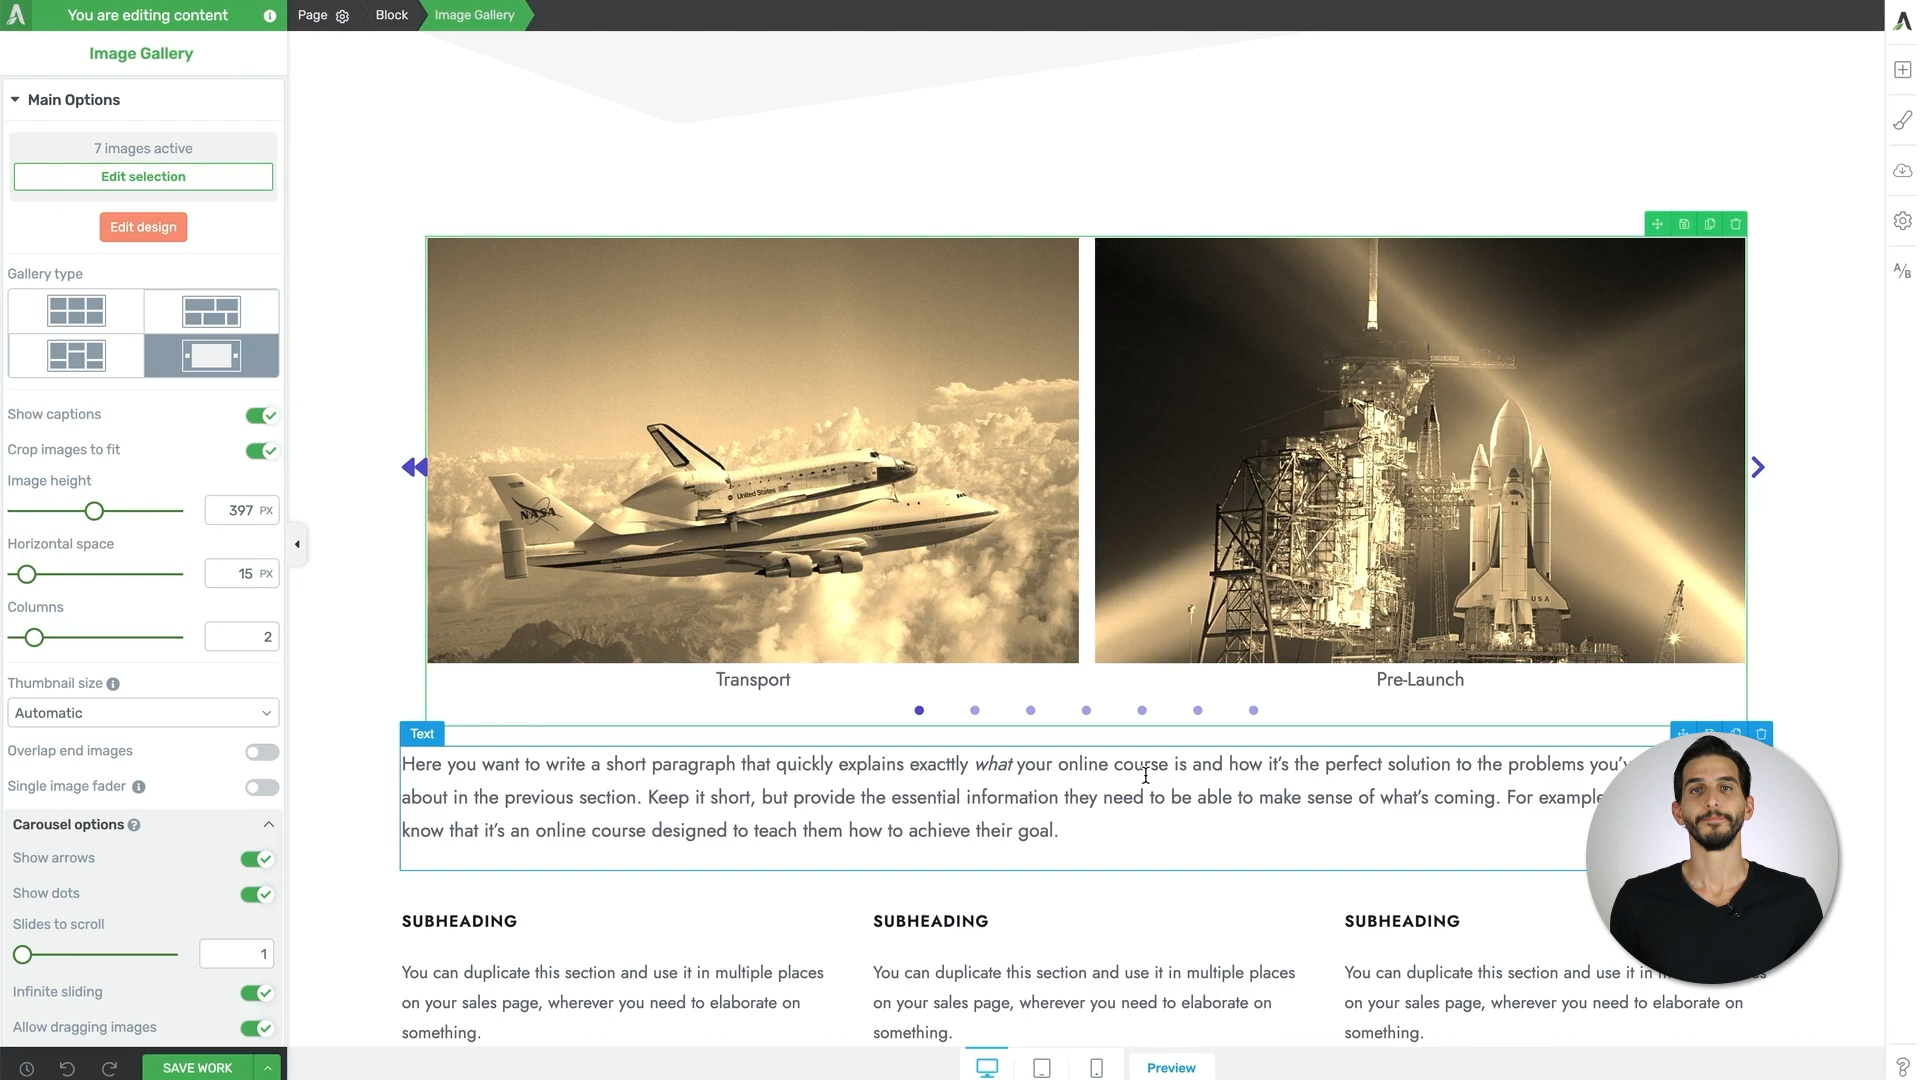 You are editing content
Page
Block
Image Gallery
Image Gallery
Main Options
7 images active
Edit selection
Edit design
Gallery type
Show captions
Crop images to fit
Image height
397 PX
Horizontal space
15 PX
Columns
2
Thumbnail size
Automatic
Overlap end images
Single image fader
Carousel options
Show arrows
Show dots
Slides to scroll
1
Infinite sliding
Allow dragging images
SAVE WORK
NASA
United States
USA
Transport
Pre-Launch
Text
Here you want to write a short paragraph that quickly explains exacttly what your online course is and how it's the perfect solution to the problems
about in the previous section. Keep it short, but provide the essential information they need to be able to make sense of what's coming. For example
know that it's an online course designed to teach them how to achieve their goal.
SUBHEADING
You can duplicate this section and use it in multiple places
on your sales page, wherever you need to elaborate on
something.
SUBHEADING
You can duplicate this section and use it in multiple places
on your sales page, wherever you need to elaborate on
something.
SUBHEADING
You can duplicate this section and use it in
on your sales page, wherever you need to elaborate on
something.
Preview
A/B